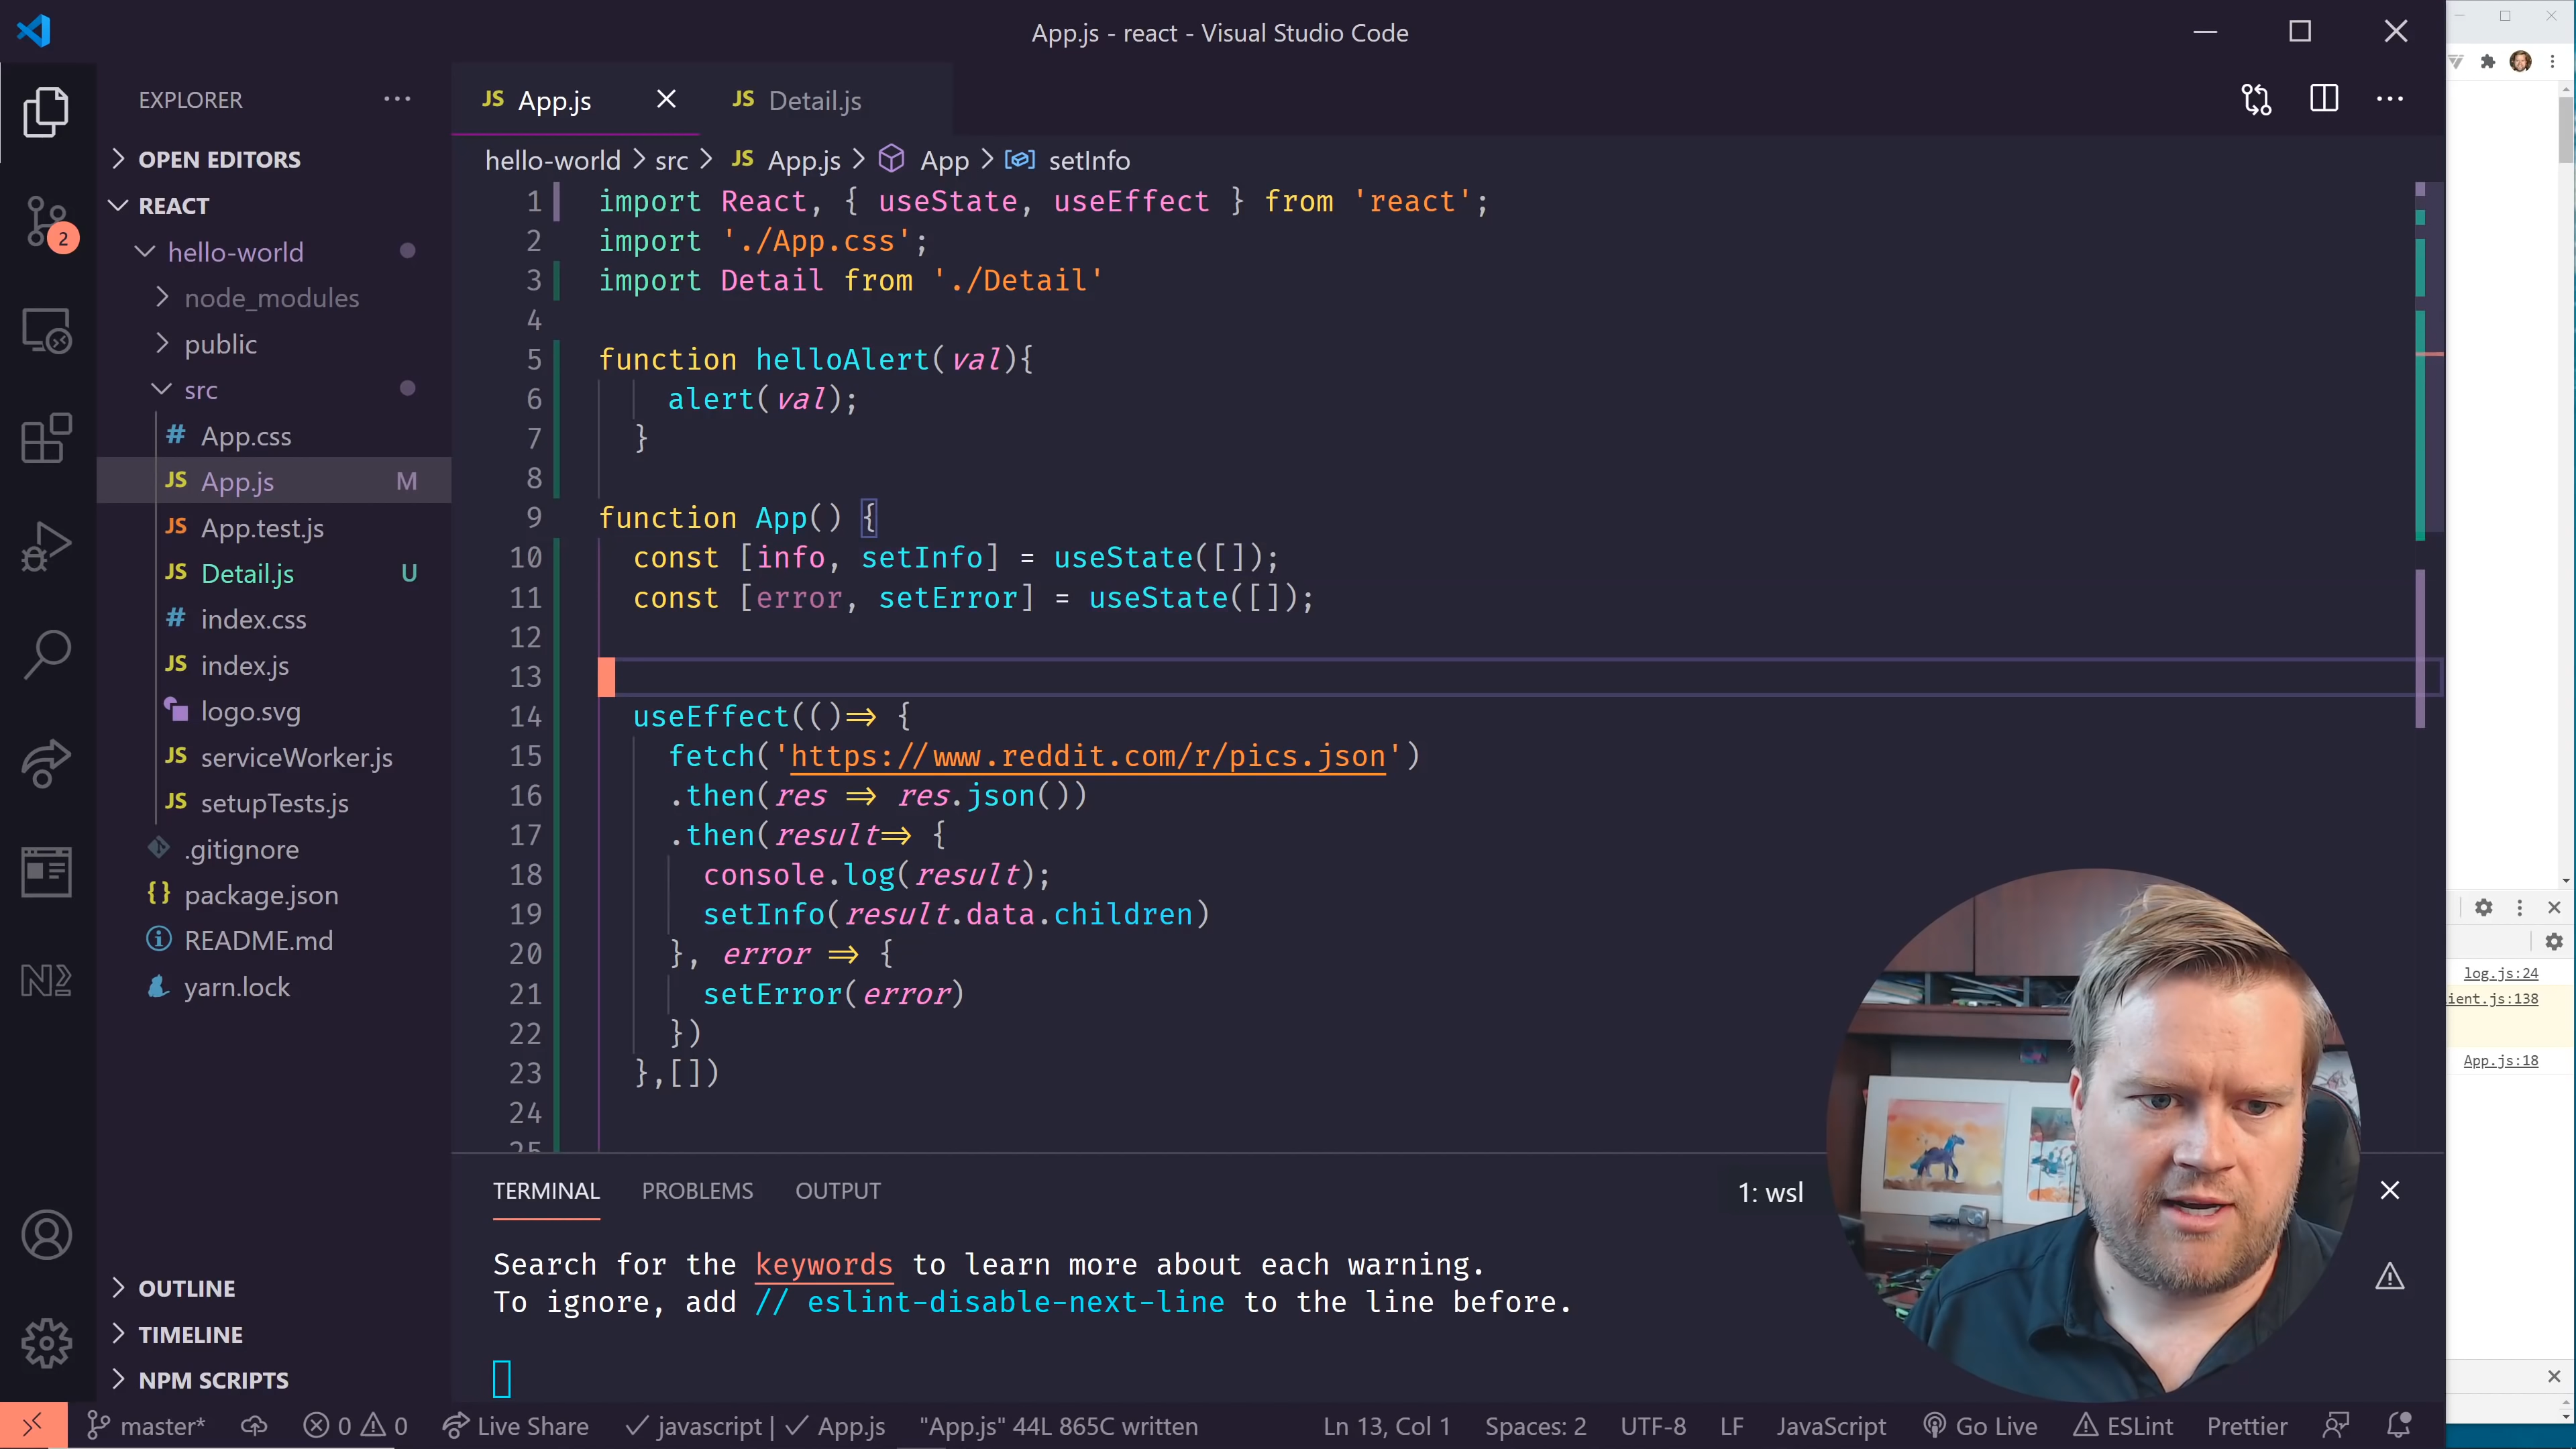 App.js - react - Visual Studio Code
EXPLORER
OPEN EDITORS
REACT
hello-world
node_modules
public
src
# App.css
JS App.js M
JS App.test.js
JS Detail.js U
# index.css
JS index.js
logo.svg
JS serviceWorker.js
JS setupTests.js
.gitignore
{} package.json
README.md
yarn.lock
OUTLINE
TIMELINE
NPM SCRIPTS
2
JS App.js
JS Detail.js
hello-world > src > JS App.js > App > setInfo
1 import React, { useState, useEffect } from 'react';
2 import './App.css';
3 import Detail from './Detail'
4
5 function helloAlert(val){
6 alert(val);
7 }
8
9 function App() {
10 const [info, setInfo] = useState([]);
11 const [error, setError] = useState([]);
12
13
14 useEffect(()=> {
15 fetch('https://www.reddit.com/r/pics.json')
16 .then(res => res.json())
17 .then(result=> {
18 console.log(result);
19 setInfo(result.data.children)
20 }, error => {
21 setError(error)
22 })
23 },[])
24
25
TERMINAL PROBLEMS OUTPUT
1: wsl
Search for the keywords to learn more about each warning.
To ignore, add // eslint-disable-next-line to the line before.
log.js:24
ient.js:138
App.js:18
master* 0 0 Live Share javascript | App.js "App.js" 44L 865C written Ln 13, Col 1 Spaces: 2 UTF-8 LF JavaScript Go Live ESLint Prettier